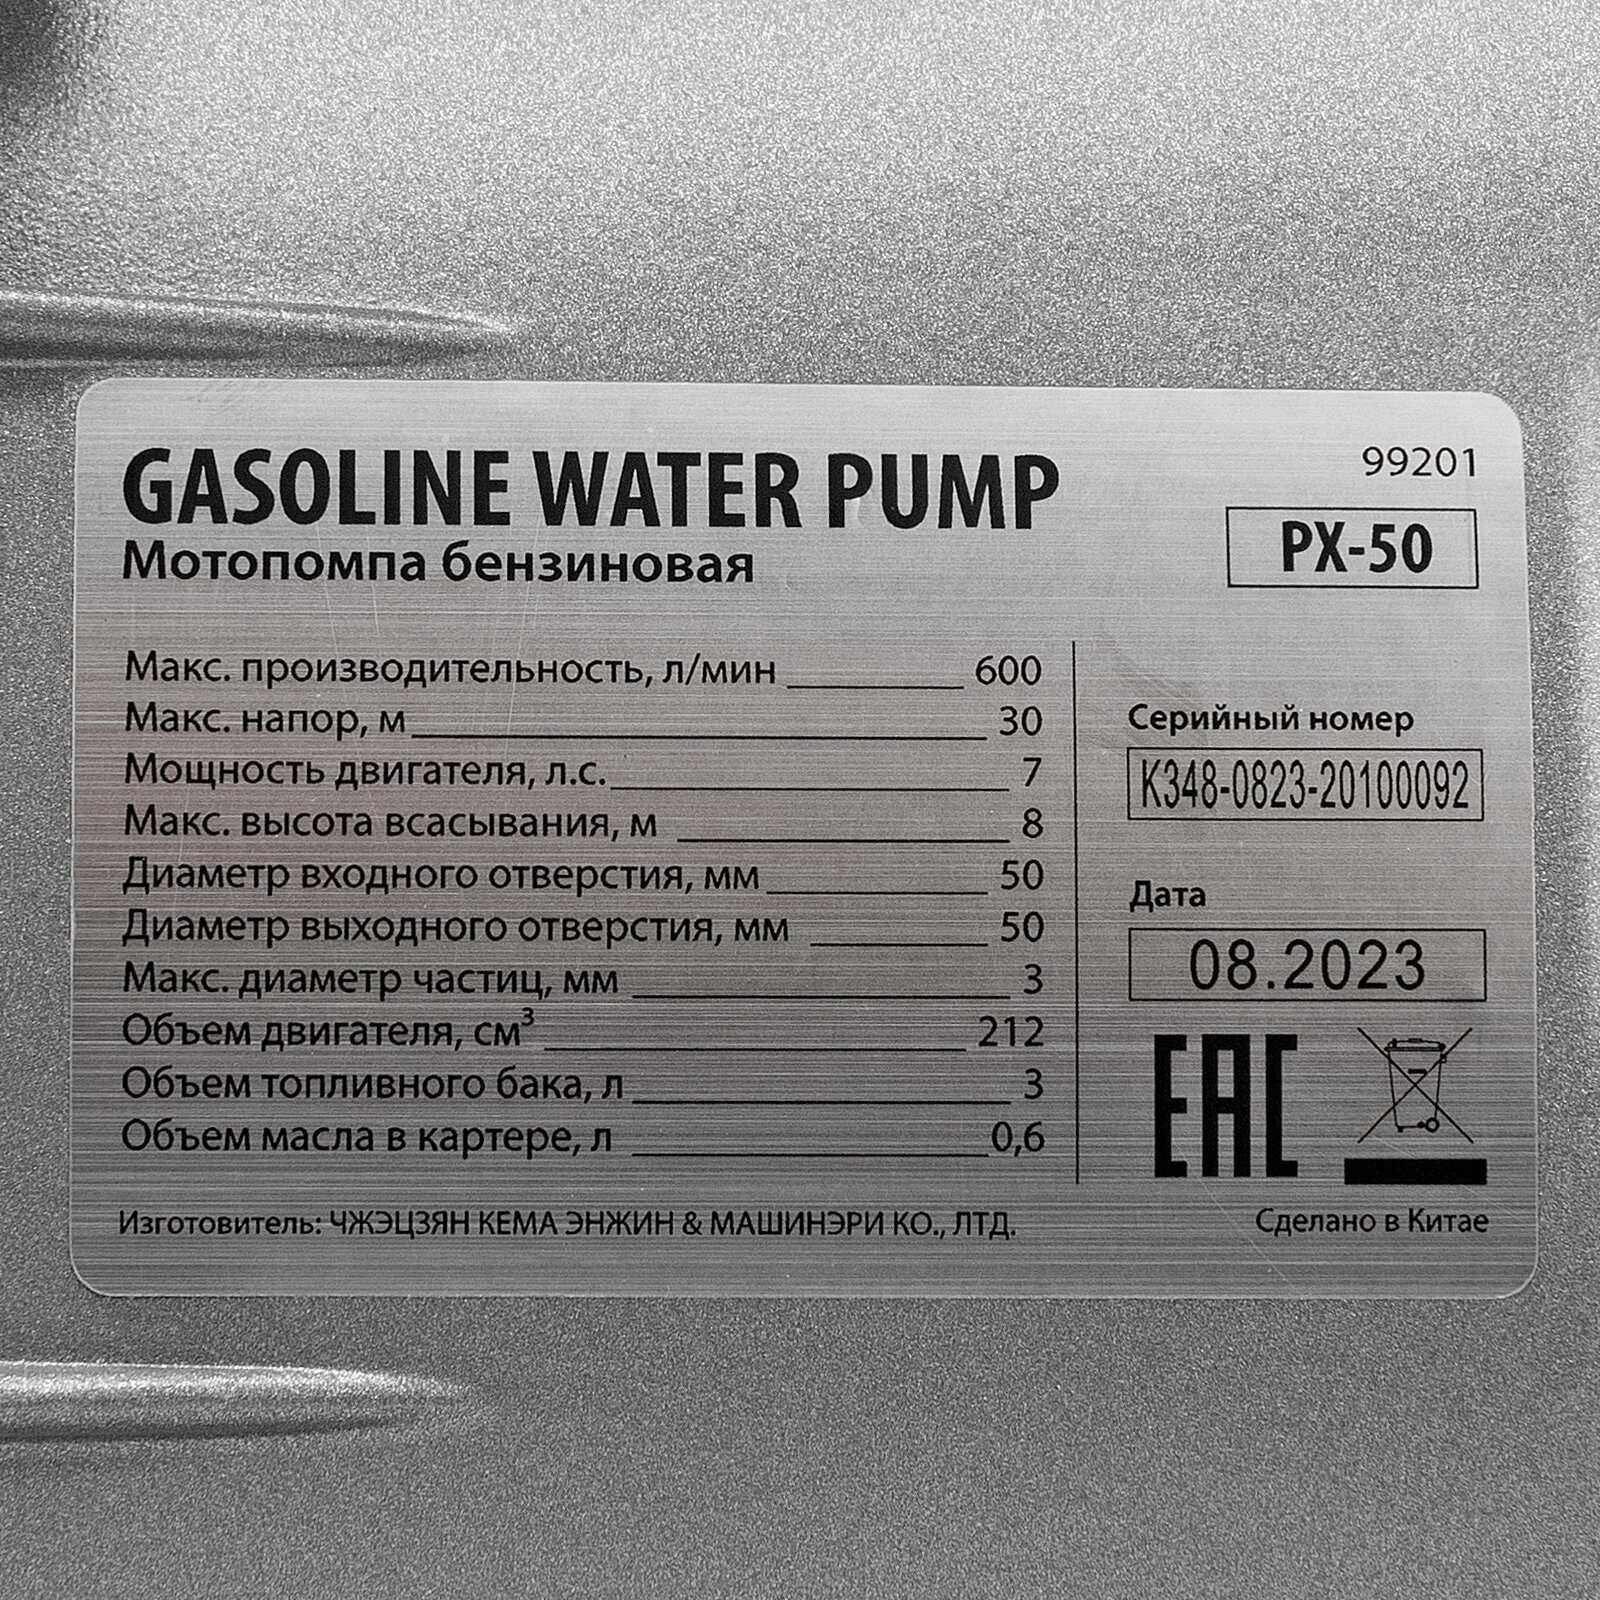 GASOLINE WATER PUMP
Мотопомпа бензиновая
99201
PX-50
Макс. производительность, л/мин 600
Макс. напор, м 30
Мощность двигателя, л.с. 7
Макс. высота всасывания, м 8
Диаметр входного отверстия, мм 50
Диаметр выходного отверстия, мм 50
Макс. диаметр частиц, мм 3
Объем двигателя, см³ 212
Объем топливного бака, л 3
Объем масла в картере, л 0,6
Серийный номер
K348-0823-20100092
Дата
08.2023
EAC
Изготовитель: ЧЖЭЦЗЯН КЕМА ЭНЖИН & МАШИНЭРИ КО., ЛТД.
Сделано в Китае